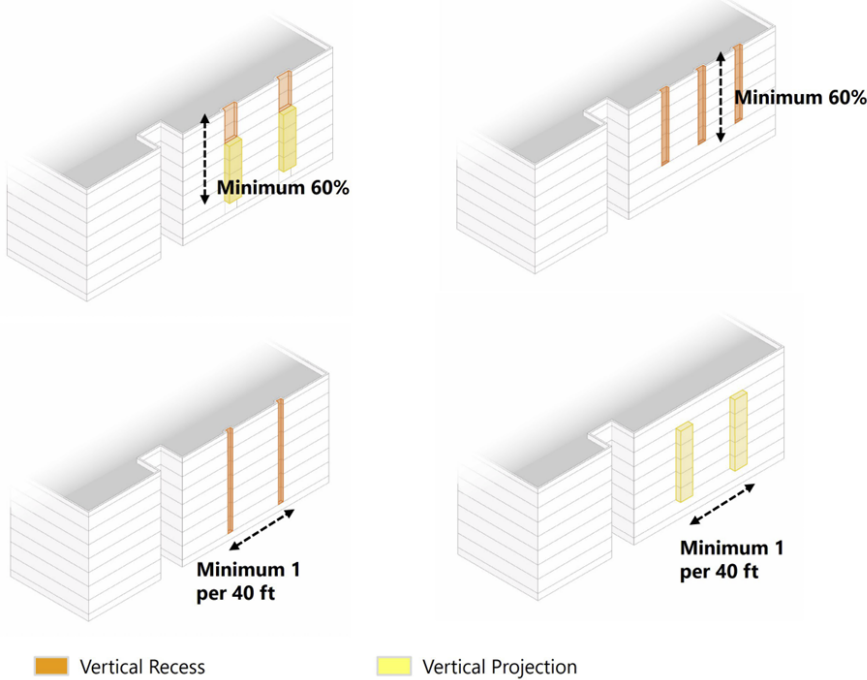 Minimum 60%
Minimum 60%
Minimum 1
per 40 ft
Minimum 1
per 40 ft
Vertical Recess
Vertical Projection